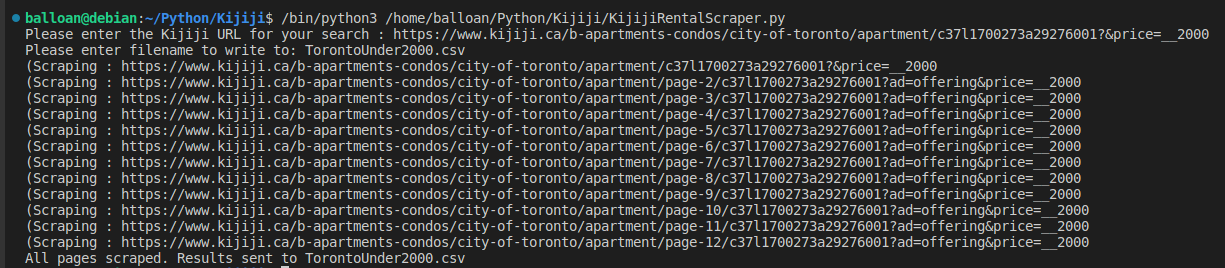 balloan@debian:~/Python/Kijiji$ /bin/python3 /home/balloan/Python/Kijiji/KijijiRentalScraper.py
Please enter the Kijiji URL for your search : https://www.kijiji.ca/b-apartments-condos/city-of-toronto/apartment/c37l1700273a29276001?&price=__2000
Please enter filename to write to: TorontoUnder2000.csv
(Scraping : https://www.kijiji.ca/b-apartments-condos/city-of-toronto/apartment/c37l1700273a29276001?&price=__2000
(Scraping : https://www.kijiji.ca/b-apartments-condos/city-of-toronto/apartment/page-2/c37l1700273a29276001?ad=offering&price=__2000
(Scraping : https://www.kijiji.ca/b-apartments-condos/city-of-toronto/apartment/page-3/c37l1700273a29276001?ad=offering&price=__2000
(Scraping : https://www.kijiji.ca/b-apartments-condos/city-of-toronto/apartment/page-4/c37l1700273a29276001?ad=offering&price=__2000
(Scraping : https://www.kijiji.ca/b-apartments-condos/city-of-toronto/apartment/page-5/c37l1700273a29276001?ad=offering&price=__2000
(Scraping : https://www.kijiji.ca/b-apartments-condos/city-of-toronto/apartment/page-6/c37l1700273a29276001?ad=offering&price=__2000
(Scraping : https://www.kijiji.ca/b-apartments-condos/city-of-toronto/apartment/page-7/c37l1700273a29276001?ad=offering&price=__2000
(Scraping : https://www.kijiji.ca/b-apartments-condos/city-of-toronto/apartment/page-8/c37l1700273a29276001?ad=offering&price=__2000
(Scraping : https://www.kijiji.ca/b-apartments-condos/city-of-toronto/apartment/page-9/c37l1700273a29276001?ad=offering&price=__2000
(Scraping : https://www.kijiji.ca/b-apartments-condos/city-of-toronto/apartment/page-10/c37l1700273a29276001?ad=offering&price=__2000
(Scraping : https://www.kijiji.ca/b-apartments-condos/city-of-toronto/apartment/page-11/c37l1700273a29276001?ad=offering&price=__2000
(Scraping : https://www.kijiji.ca/b-apartments-condos/city-of-toronto/apartment/page-12/c37l1700273a29276001?ad=offering&price=__2000
All pages scraped. Results sent to TorontoUnder2000.csv